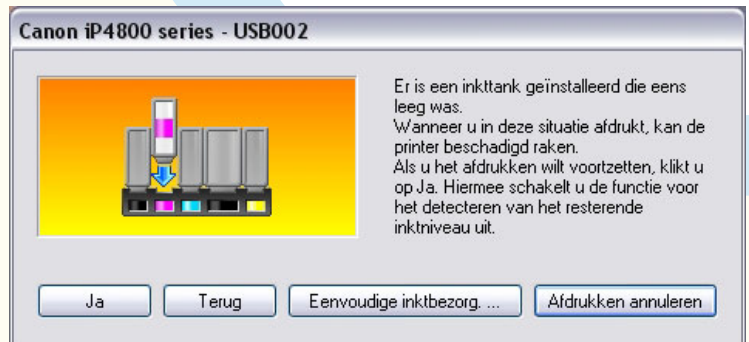 Canon iP4800 series - USB002
Er is een inkttank geïnstalleerd die eens
leeg was.
Wanneer u in deze situatie afdrukt, kan de
printer beschadigd raken.
Als u het afdrukken wilt voortzetten, klikt u
op Ja. Hiermee schakelt u de functie voor
het detecteren van het resterende
inktniveau uit.
Ja
Terug
Eenvoudige inktbezorg. ...
Afdrukken annuleren